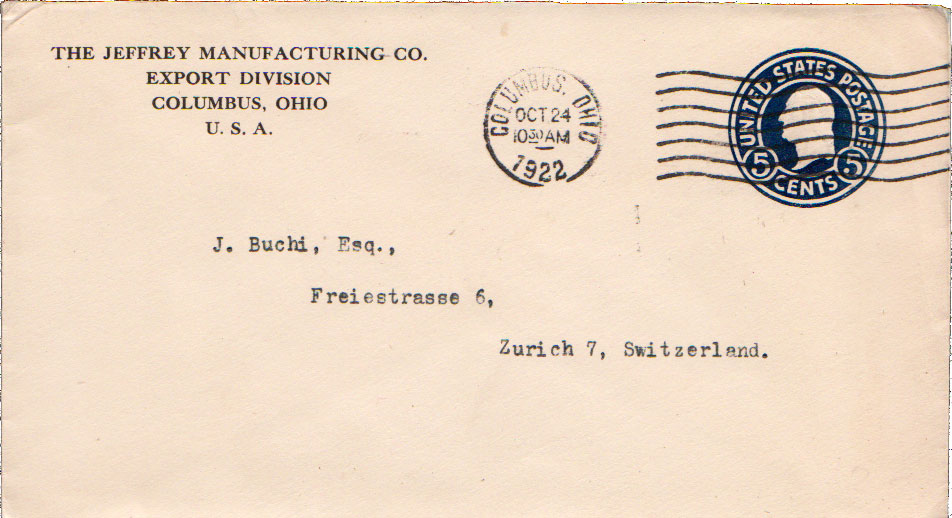 THE JEFFREY MANUFACTURING CO.
EXPORT DIVISION
COLUMBUS, OHIO
U. S. A.
COLUMBUS, OHIO
OCT 24
10 30 AM
1922
UNITED STATES POSTAGE
5 CENTS 5
J. Buchi, Esq.,
Freiestrasse 6,
Zurich 7, Switzerland.